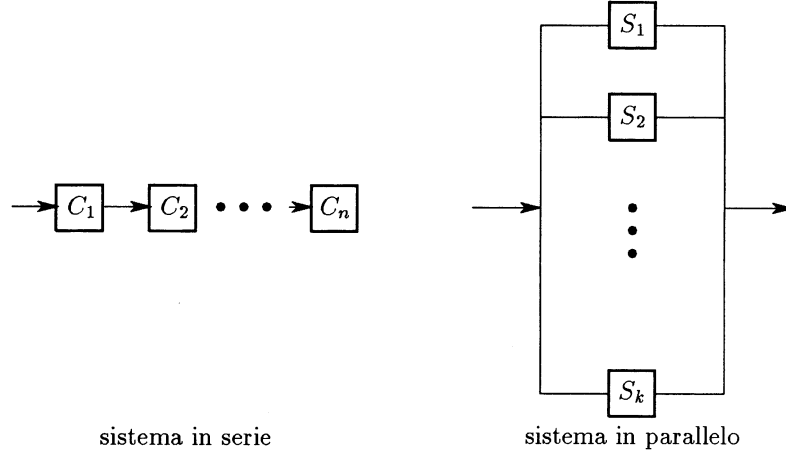 C₁
C₂
Cₙ
sistema in serie
S₁
S₂
Sₖ
sistema in parallelo